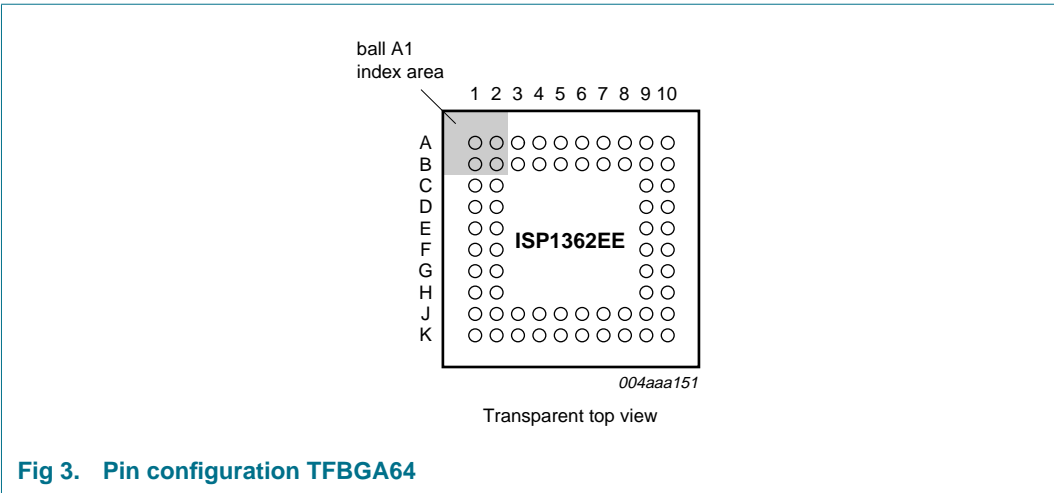 ball A1
index area
1 2 3 4 5 6 7 8 9 10
A
B
C
D
E
F
G
H
J
K
ISP1362EE
004aaa151
Transparent top view
Fig 3. Pin configuration TFBGA64